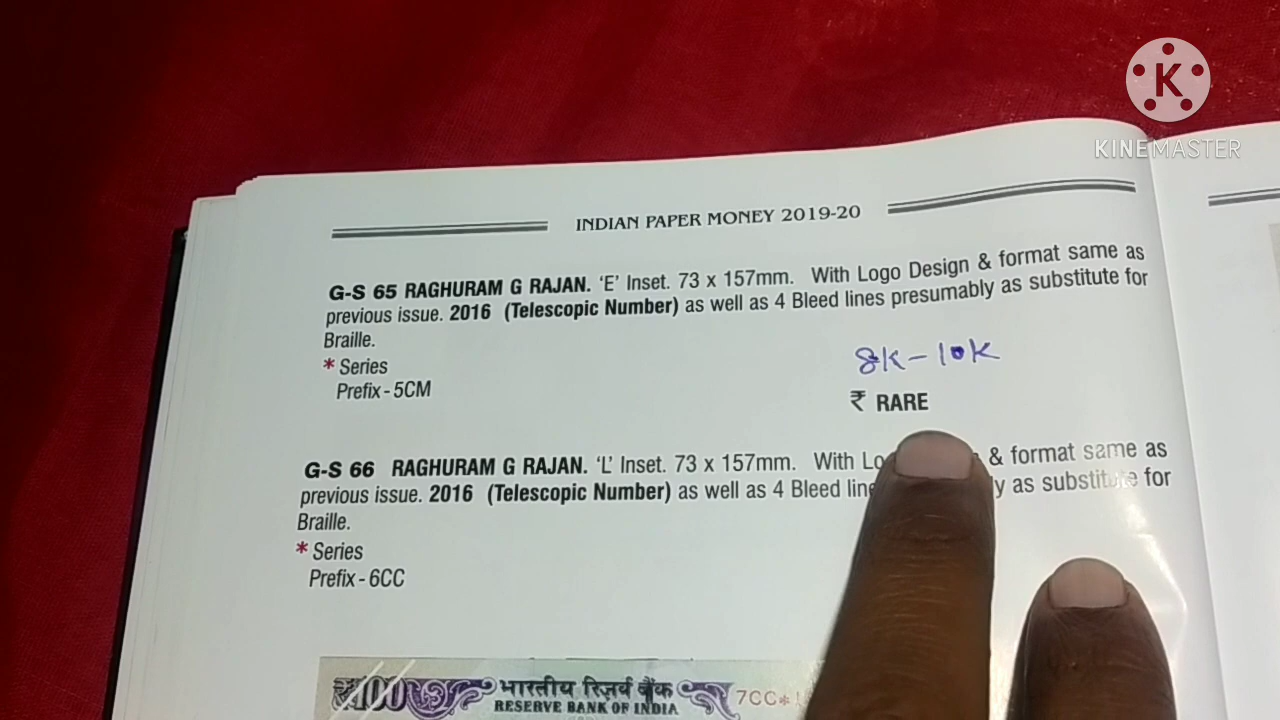 K
KINEMASTER
INDIAN PAPER MONEY 2019-20
G-S 65 RAGHURAM G RAJAN. ‘E’ Inset. 73 x 157mm. With Logo Design & format same as
previous issue. 2016 (Telescopic Number) as well as 4 Bleed lines presumably as substitute for
Braille.
* Series
Prefix - 5CM
8K - 10K
₹ RARE
G-S 66 RAGHURAM G RAJAN. ‘L’ Inset. 73 x 157mm. With & format same as
previous issue. 2016 (Telescopic Number) as well as 4 Bleed as substitute for
Braille.
* Series
Prefix - 6CC
₹100 भारतीय रिज़र्व बैंक 7CC*
RESERVE BANK OF INDIA